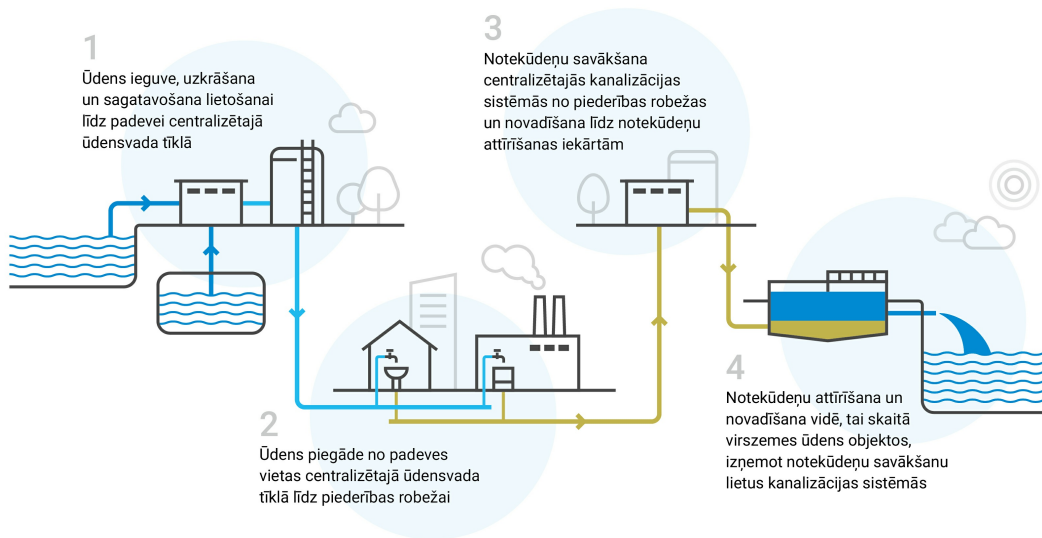 1
Ūdens ieguve, uzkrāšana
un sagatavošana lietošanai
līdz padevei centralizētajā
ūdensvada tīklā
2
Ūdens piegāde no padeves
vietas centralizētajā ūdensvada
tīklā līdz piederības robežai
3
Notekūdeņu savākšana
centralizētajās kanalizācijas
sistēmās no piederības robežas
un novadīšana līdz notekūdeņu
attīrīšanas iekārtām
4
Notekūdeņu attīrīšana un
novadīšana vidē, tai skaitā
virszemes ūdens objektos,
izņemot notekūdeņu savākšanu
lietus kanalizācijas sistēmās